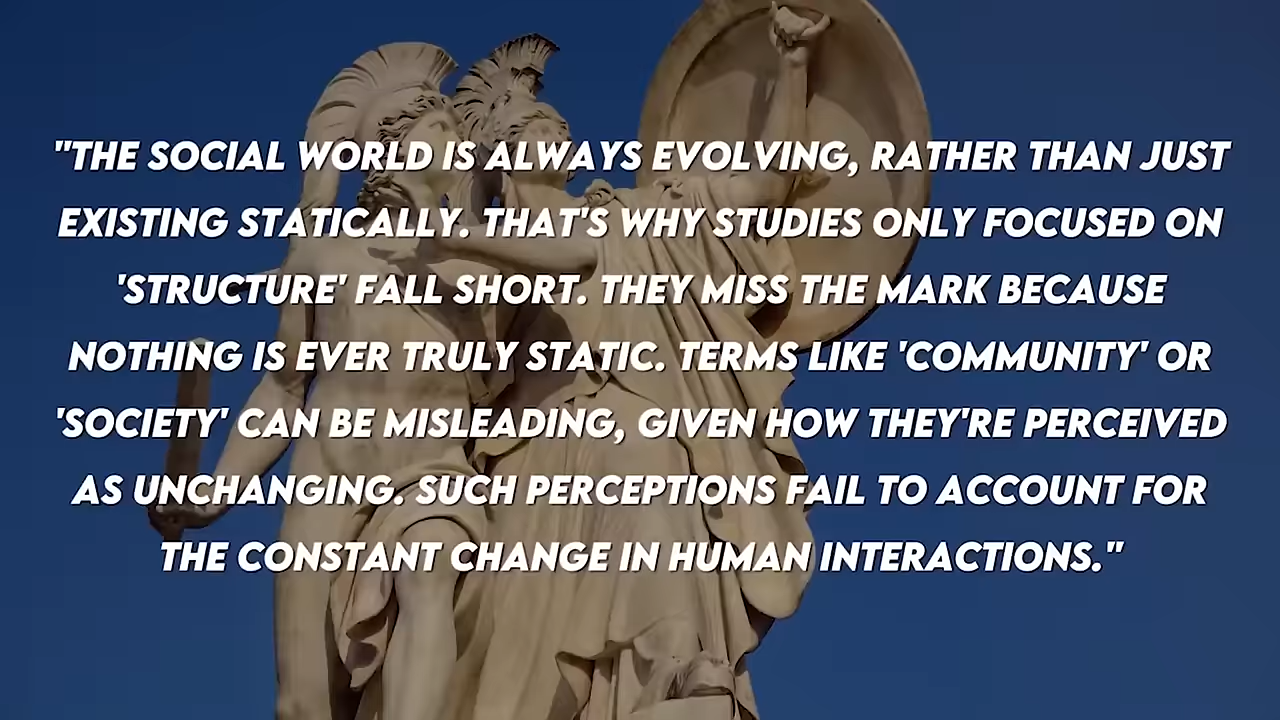 "THE SOCIAL WORLD IS ALWAYS EVOLVING, RATHER THAN JUST
EXISTING STATICALLY. THAT'S WHY STUDIES ONLY FOCUSED ON
'STRUCTURE' FALL SHORT. THEY MISS THE MARK BECAUSE
NOTHING IS EVER TRULY STATIC. TERMS LIKE 'COMMUNITY' OR
'SOCIETY' CAN BE MISLEADING, GIVEN HOW THEY'RE PERCEIVED
AS UNCHANGING. SUCH PERCEPTIONS FAIL TO ACCOUNT FOR
THE CONSTANT CHANGE IN HUMAN INTERACTIONS."